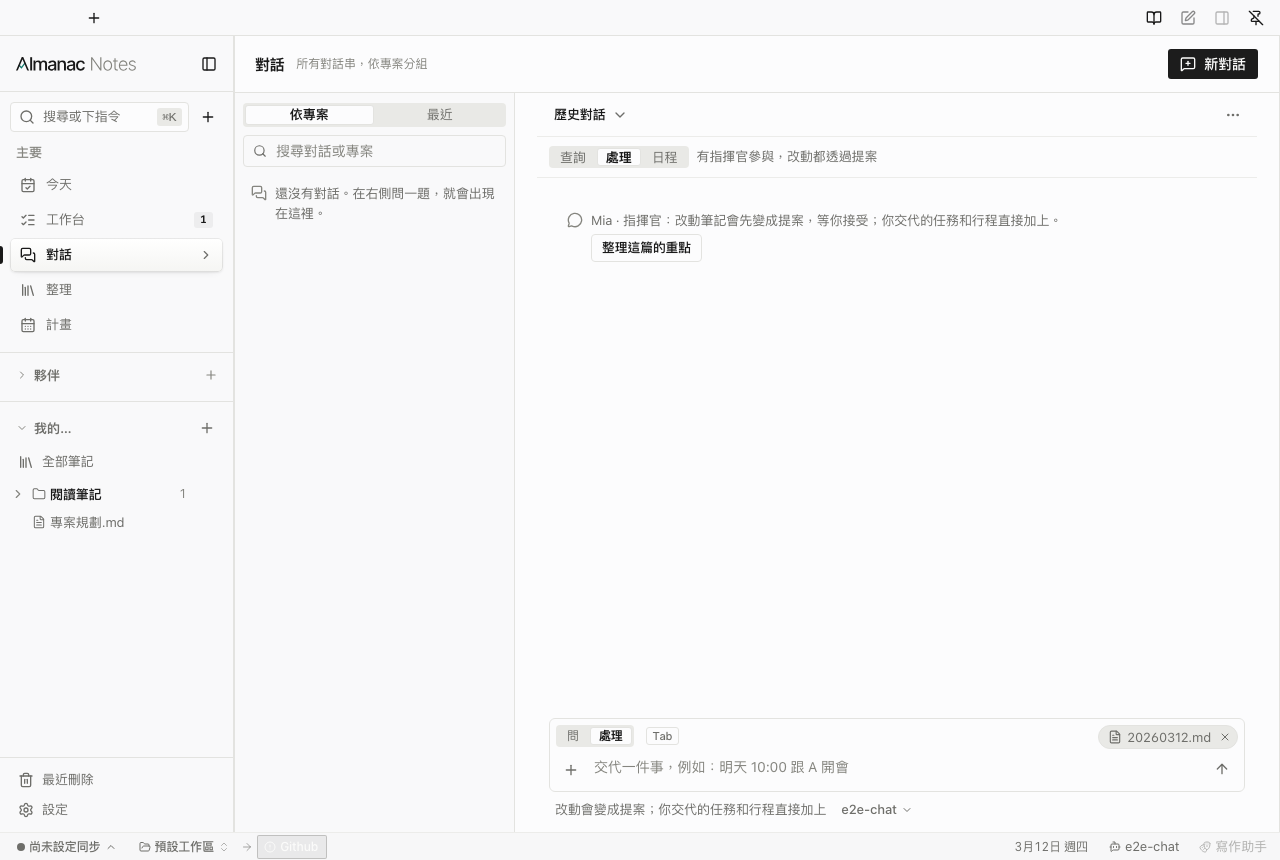 Almanac Notes
搜尋或下指令 ⌘K
主要
今天
工作台 1
對話
整理
計畫
夥伴
我的...
全部筆記
閱讀筆記 1
專案規劃.md
最近刪除
設定
對話 所有對話串，依專案分組
新對話
依專案 最近
搜尋對話或專案
還沒有對話。在右側問一題，就會出現
在這裡。
歷史對話
查詢 處理 日程 有指揮官參與，改動都透過提案
Mia · 指揮官：改動筆記會先變成提案，等你接受；你交代的任務和行程直接加上。
整理這篇的重點
問 處理 Tab
20260312.md
交代一件事，例如：明天 10:00 跟 A 開會
改動會變成提案；你交代的任務和行程直接加上 e2e-chat
尚未設定同步 預設工作區 Github
3月12日 週四 e2e-chat 寫作助手